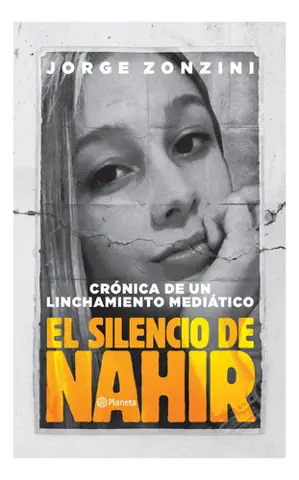 JORGE ZONZINI
CRÓNICA DE UN
LINCHAMIENTO MEDIÁTICO
EL SILENCIO DE
NAHIR
Planeta